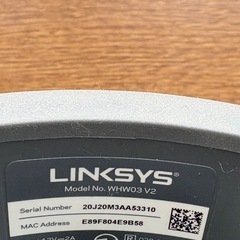 LINKSYS
Model No. WHW03 V2
Serial Number 20J20M3AA53310
MAC Address E89F804E9B58